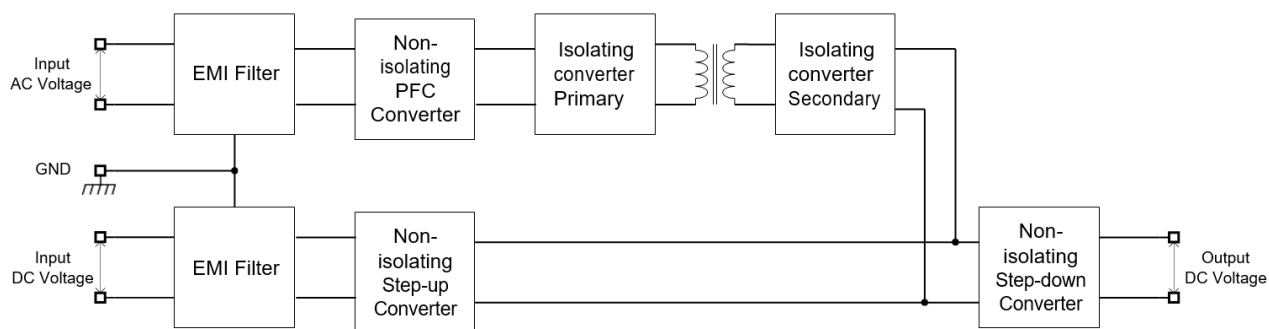 Input
AC Voltage
EMI Filter
Non-
isolating
PFC
Converter
Isolating
converter
Primary
Isolating
converter
Secondary
GND
Input
DC Voltage
EMI Filter
Non-
isolating
Step-up
Converter
Non-
isolating
Step-down
Converter
Output
DC Voltage